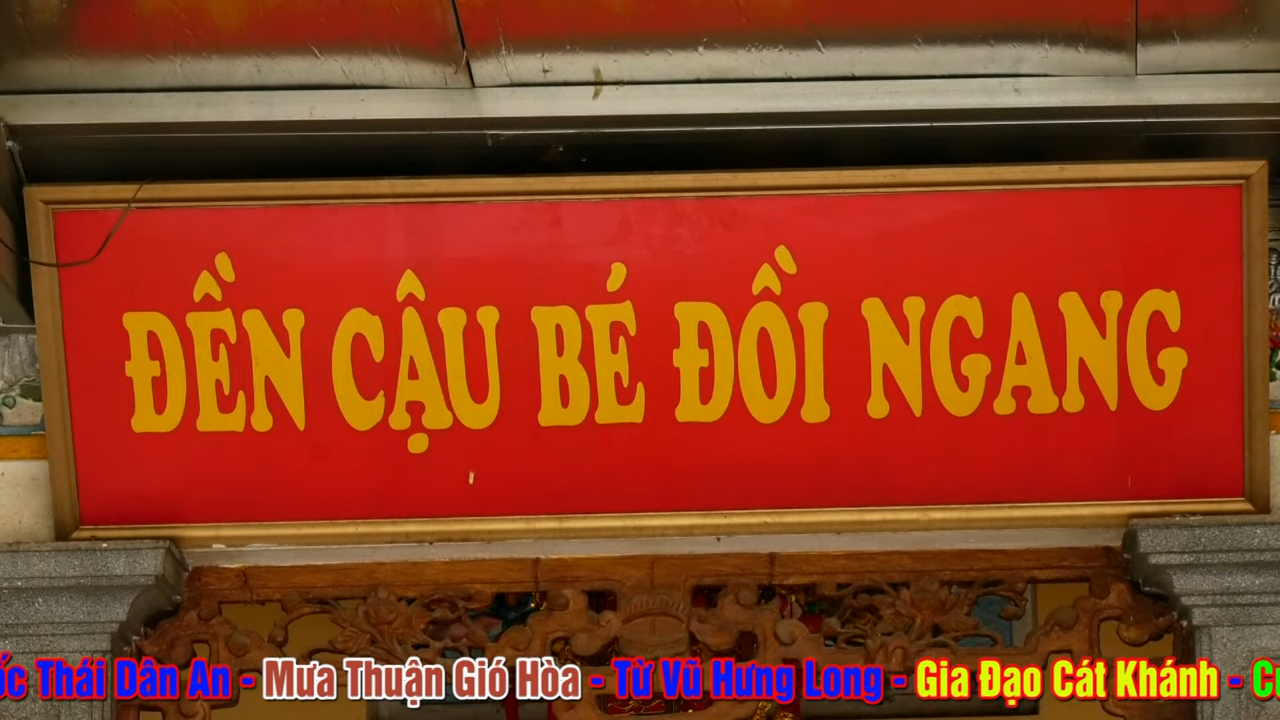 ĐỀN CẬU BÉ ĐỒI NGANG
Thái Dân An - Mưa Thuận Gió Hòa - Từ Vũ Hưng Long - Gia Đạo Cát Khánh -